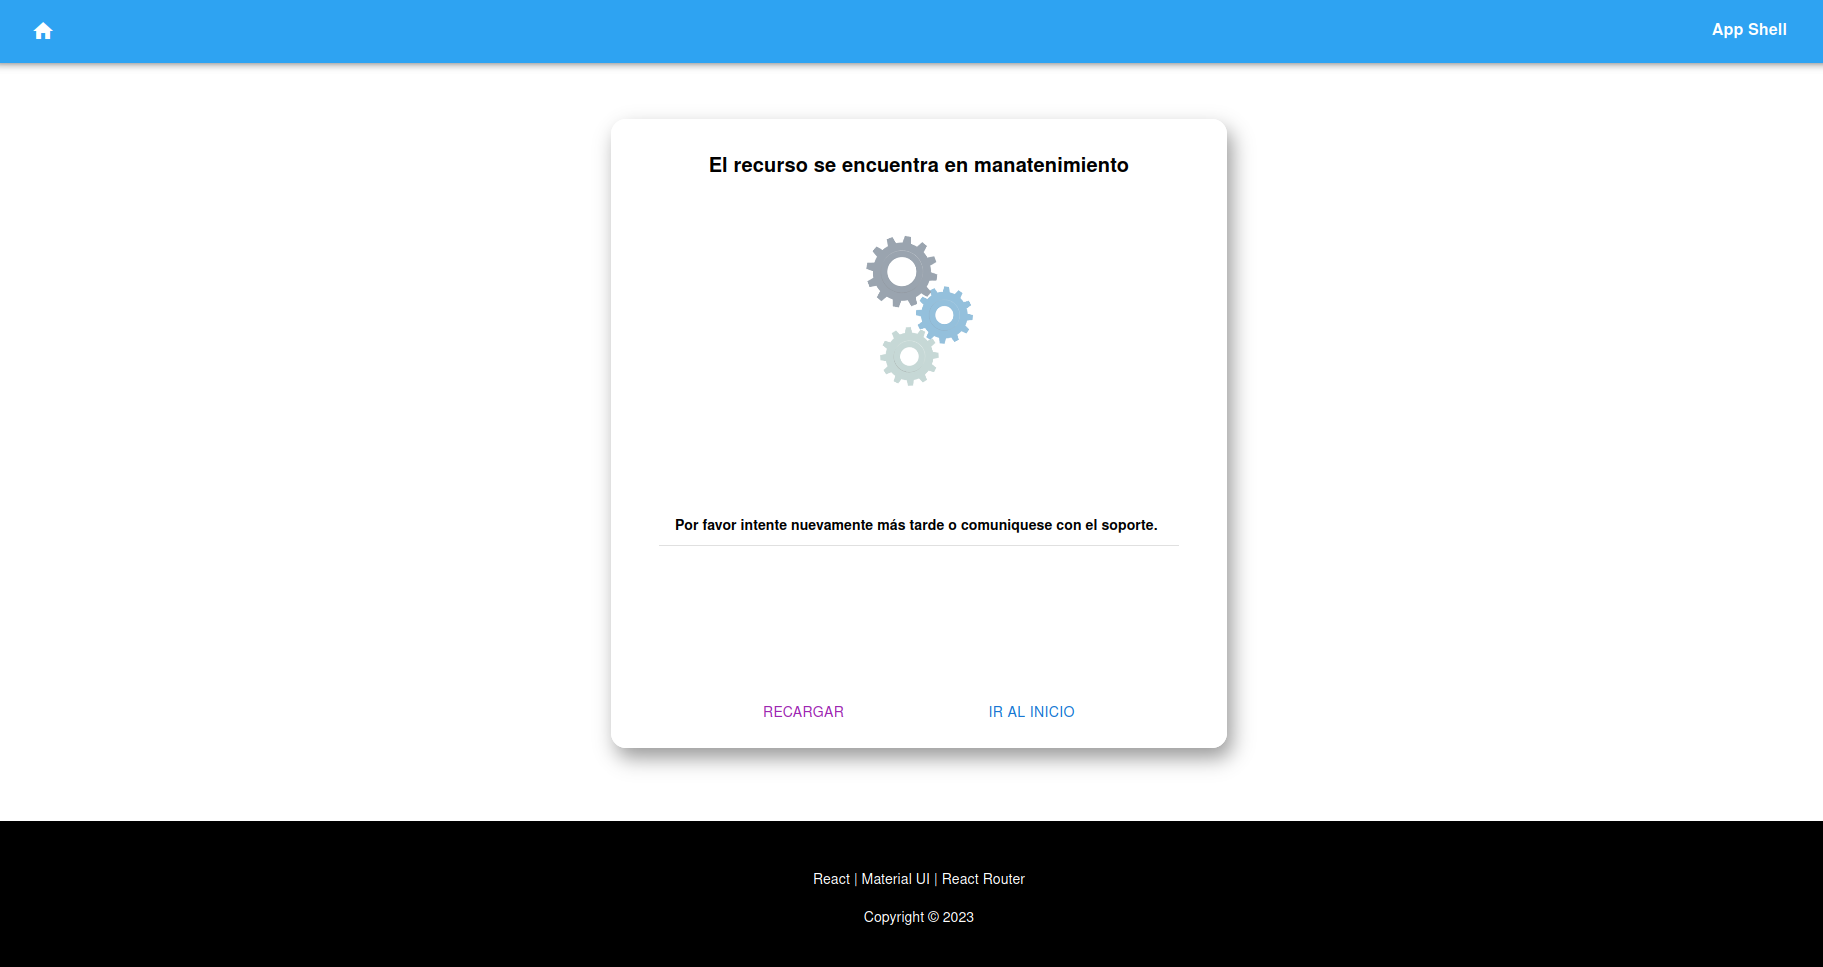 App Shell
El recurso se encuentra en manatenimiento
Por favor intente nuevamente más tarde o comuniquese con el soporte.
RECARGAR
IR AL INICIO
React | Material UI | React Router
Copyright © 2023